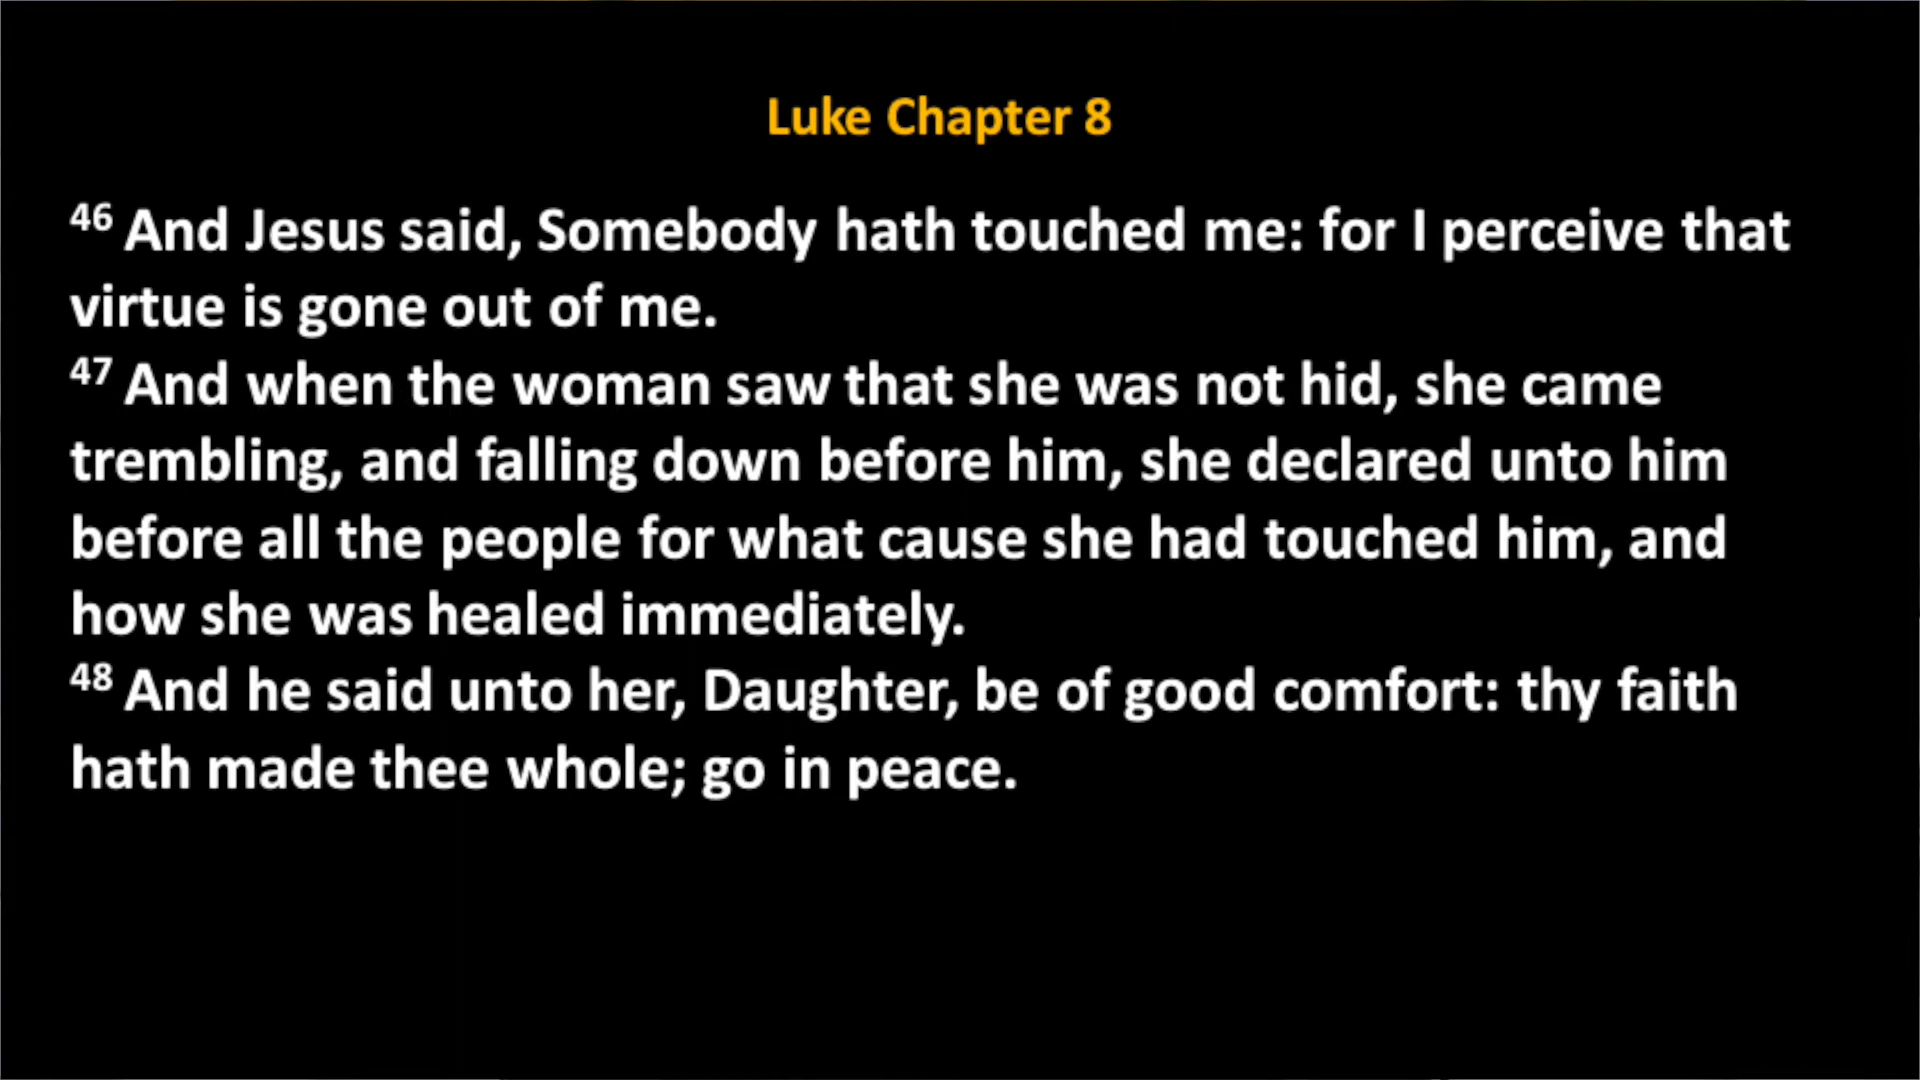 Luke Chapter 8
46 And Jesus said, Somebody hath touched me: for I perceive that
virtue is gone out of me.
47 And when the woman saw that she was not hid, she came
trembling, and falling down before him, she declared unto him
before all the people for what cause she had touched him, and
how she was healed immediately.
48 And he said unto her, Daughter, be of good comfort: thy faith
hath made thee whole; go in peace.